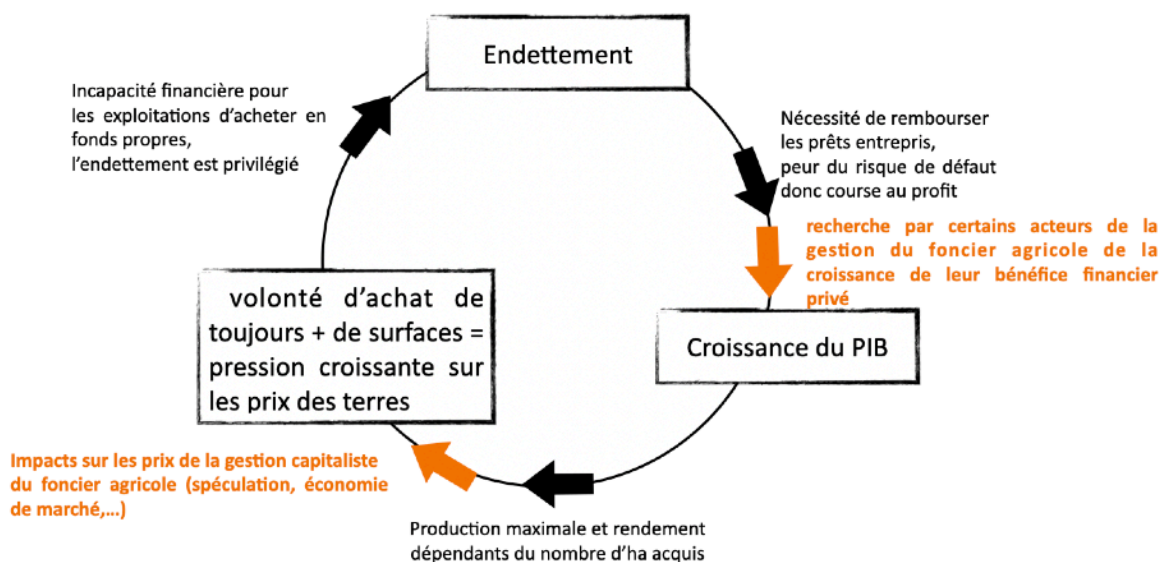 Endettement
Incapacité financière pour
les exploitations d'acheter en
fonds propres,
l'endettement est privilégié
Nécessité de rembourser
les prêts entrepris,
peur du risque de défaut
donc course au profit
recherche par certains acteurs de la
gestion du foncier agricole de la
croissance de leur bénéfice financier
privé
volonté d'achat de
toujours + de surfaces =
pression croissante sur
les prix des terres
Croissance du PIB
Impacts sur les prix de la gestion capitaliste
du foncier agricole (spéculation, économie
de marché,...)
Production maximale et rendement
dépendants du nombre d'ha acquis